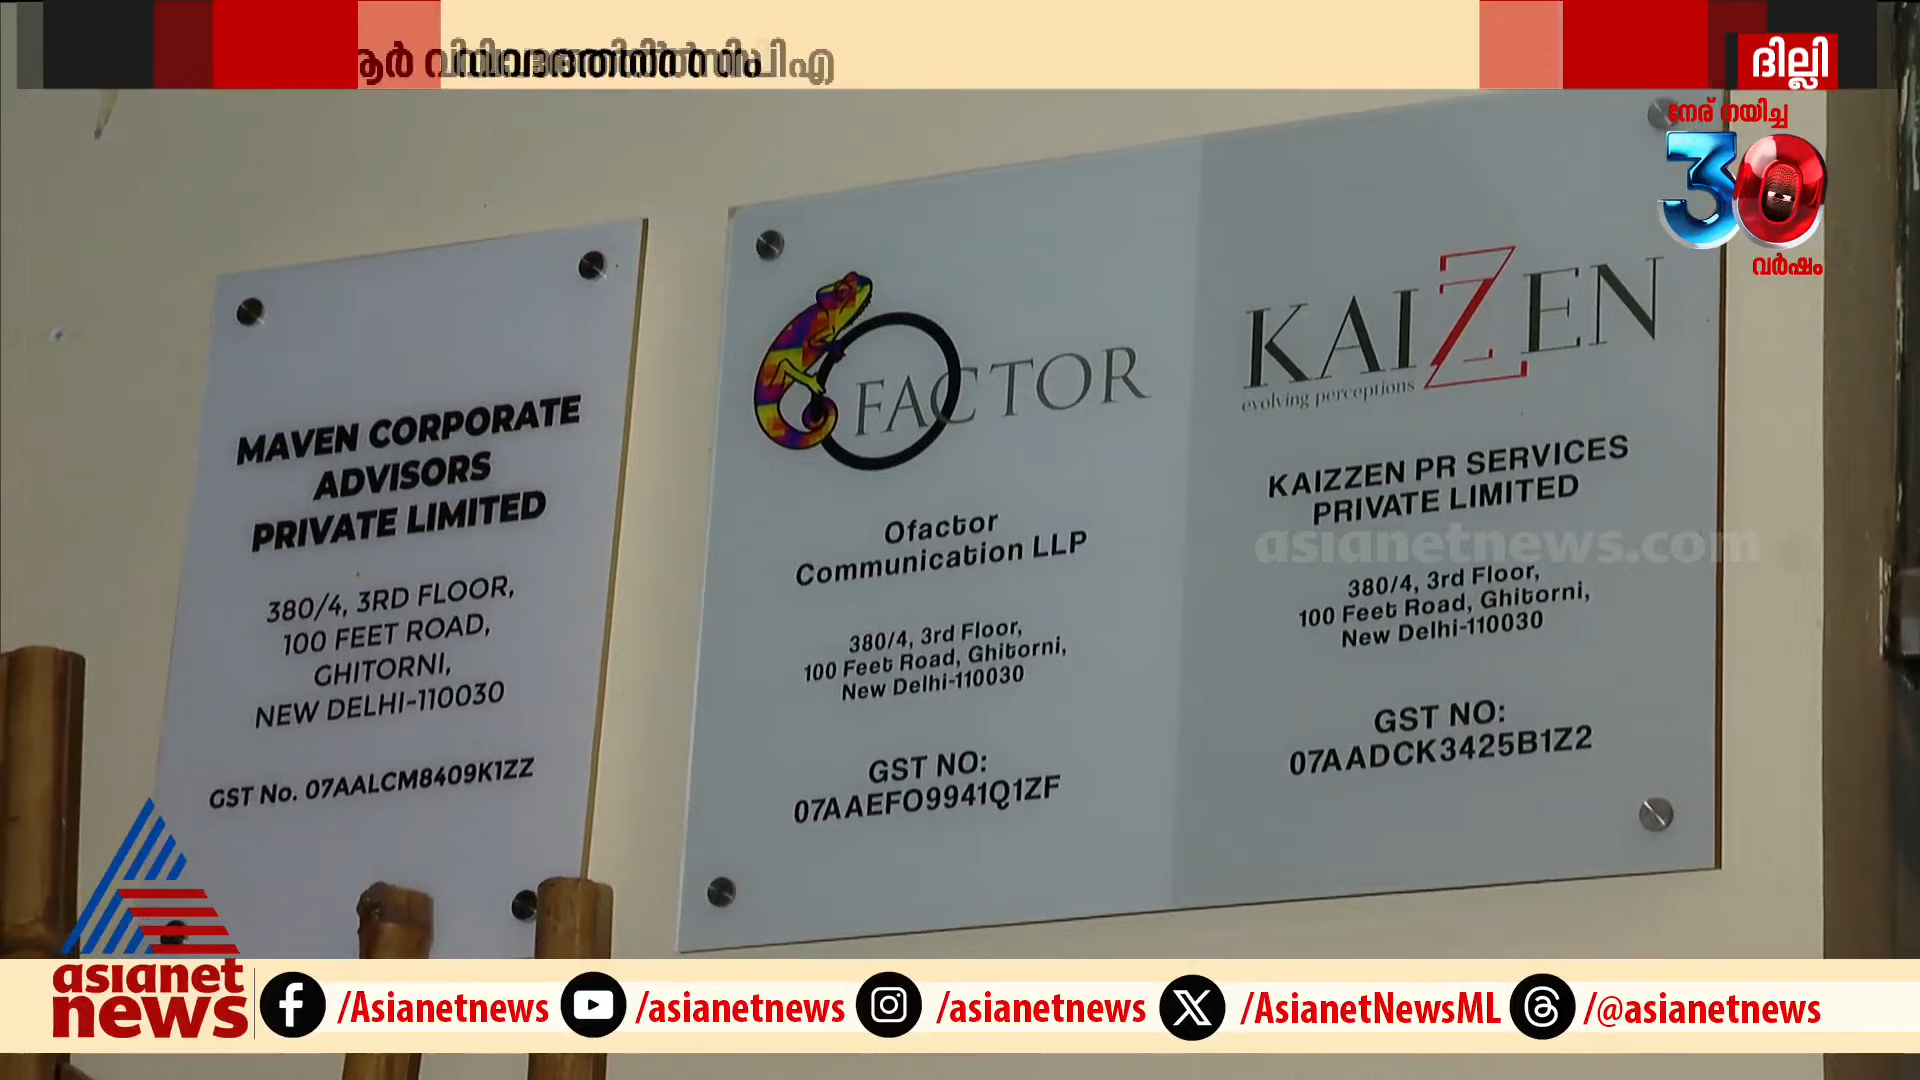 ദില്ലി
നേര് നയിച്ച
30
വർഷം
MAVEN CORPORATE
ADVISORS
PRIVATE LIMITED
380/4, 3RD FLOOR,
100 FEET ROAD,
GHITORNI,
NEW DELHI-110030
GST No. 07AALCM8409K1ZZ
OFACTOR
Ofactor
Communication LLP
380/4, 3rd Floor,
100 Feet Road, Ghitorni,
New Delhi-110030
GST NO:
07AAEFO9941Q1ZF
KAIZZEN
evolving perceptions
KAIZZEN PR SERVICES
PRIVATE LIMITED
asianetnews.com
380/4, 3rd Floor,
100 Feet Road, Ghitorni,
New Delhi-110030
GST NO:
07AADCK3425B1Z2
asianet
news
/Asianetnews
/asianetnews
/asianetnews
/AsianetNewsML
/@asianetnews